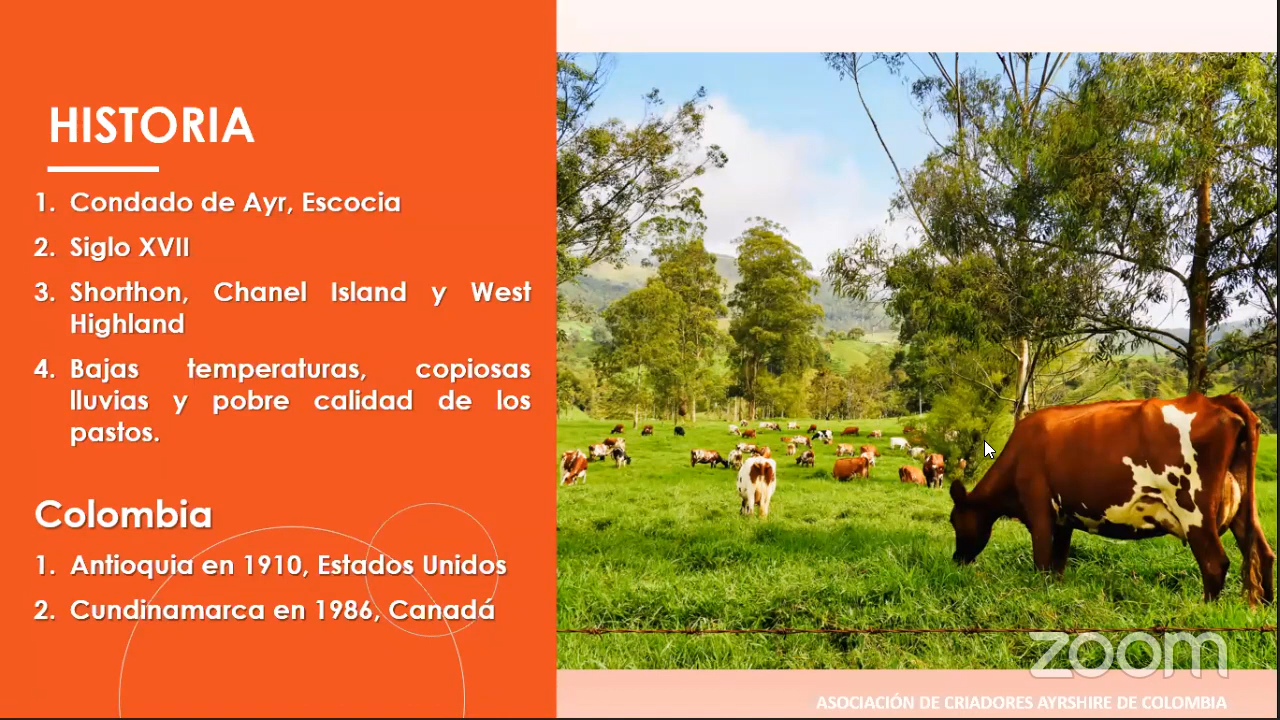 HISTORIA
1. Condado de Ayr, Escocia
2. Siglo XVII
3. Shorthon, Chanel Island y West
Highland
4. Bajas temperaturas, copiosas
lluvias y pobre calidad de los
pastos.
Colombia
1. Antioquia en 1910, Estados Unidos
2. Cundinamarca en 1986, Canadá
zoom
ASOCIACIÓN DE CRIADORES AYRSHIRE DE COLOMBIA